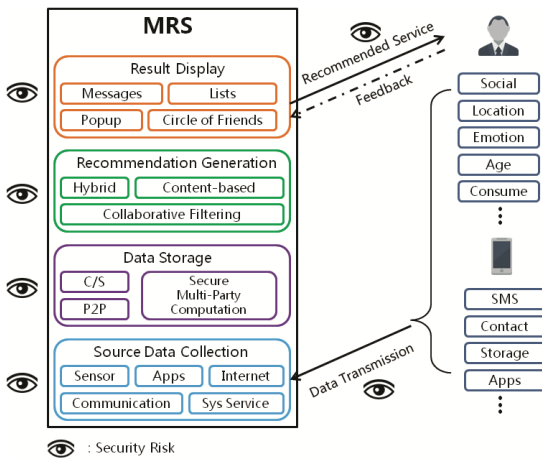 MRS
Result Display
Messages
Lists
Popup
Circle of Friends
Recommendation Generation
Hybrid
Content-based
Collaborative Filtering
Data Storage
C/S
P2P
Secure
Multi-Party
Computation
Source Data Collection
Sensor
Apps
Internet
Communication
Sys Service
Recommended Service
Feedback
Data Transmission
Social
Location
Emotion
Age
Consume
SMS
Contact
Storage
Apps
: Security Risk